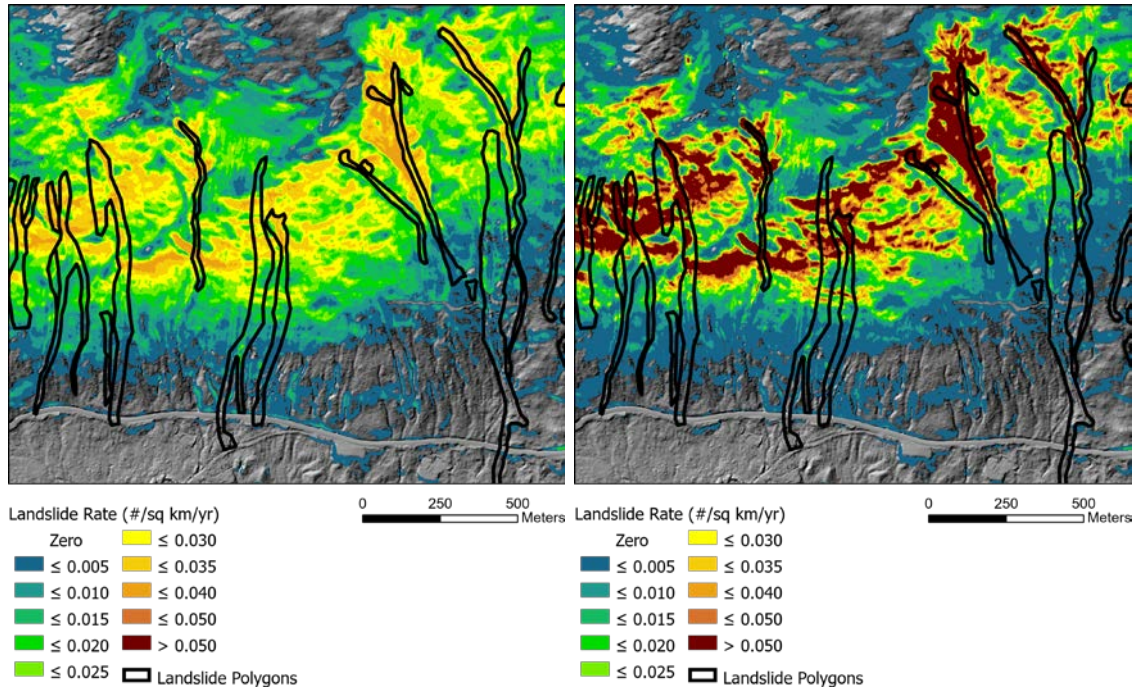 0 250 500
Meters
Landslide Rate (#/sq km/yr)
Zero
≤ 0.005
≤ 0.010
≤ 0.015
≤ 0.020
≤ 0.025
≤ 0.030
≤ 0.035
≤ 0.040
≤ 0.050
> 0.050
Landslide Polygons
0 250 500
Meters
Landslide Rate (#/sq km/yr)
Zero
≤ 0.005
≤ 0.010
≤ 0.015
≤ 0.020
≤ 0.025
≤ 0.030
≤ 0.035
≤ 0.040
≤ 0.050
> 0.050
Landslide Polygons